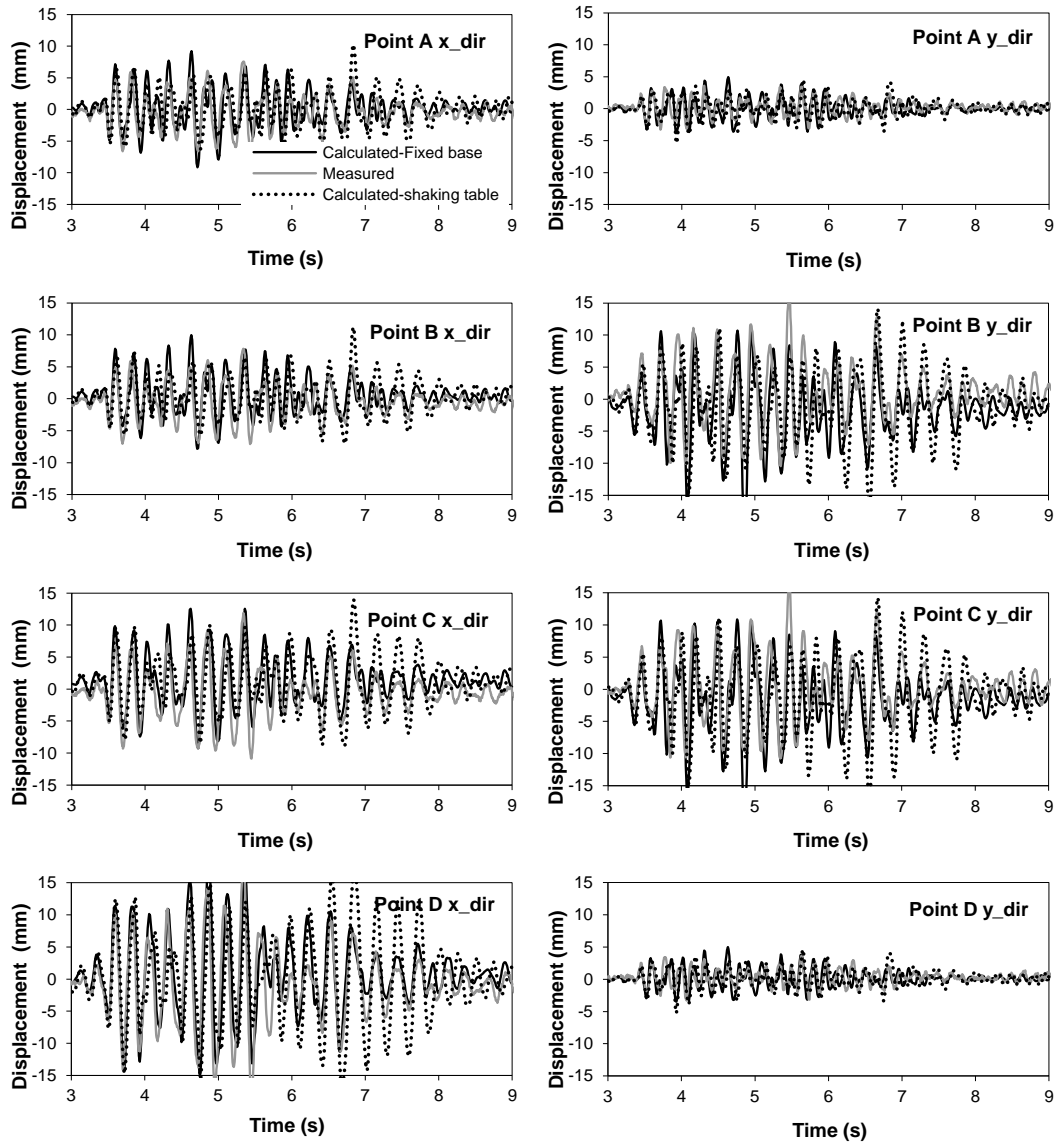 Point A x_dir
Displacement (mm)
15
10
5
0
-5
-10
-15
Calculated-Fixed base
Measured
Calculated-shaking table
3 4 5 6 7 8 9
Time (s)
Point A y_dir
Displacement (mm)
15
10
5
0
-5
-10
-15
3 4 5 6 7 8 9
Time (s)
Point B x_dir
Displacement (mm)
15
10
5
0
-5
-10
-15
3 4 5 6 7 8 9
Time (s)
Point B y_dir
Displacement (mm)
15
10
5
0
-5
-10
-15
3 4 5 6 7 8 9
Time (s)
Point C x_dir
Displacement (mm)
15
10
5
0
-5
-10
-15
3 4 5 6 7 8 9
Time (s)
Point C y_dir
Displacement (mm)
15
10
5
0
-5
-10
-15
3 4 5 6 7 8 9
Time (s)
Point D x_dir
Displacement (mm)
15
10
5
0
-5
-10
-15
3 4 5 6 7 8 9
Time (s)
Point D y_dir
Displacement (mm)
15
10
5
0
-5
-10
-15
3 4 5 6 7 8 9
Time (s)